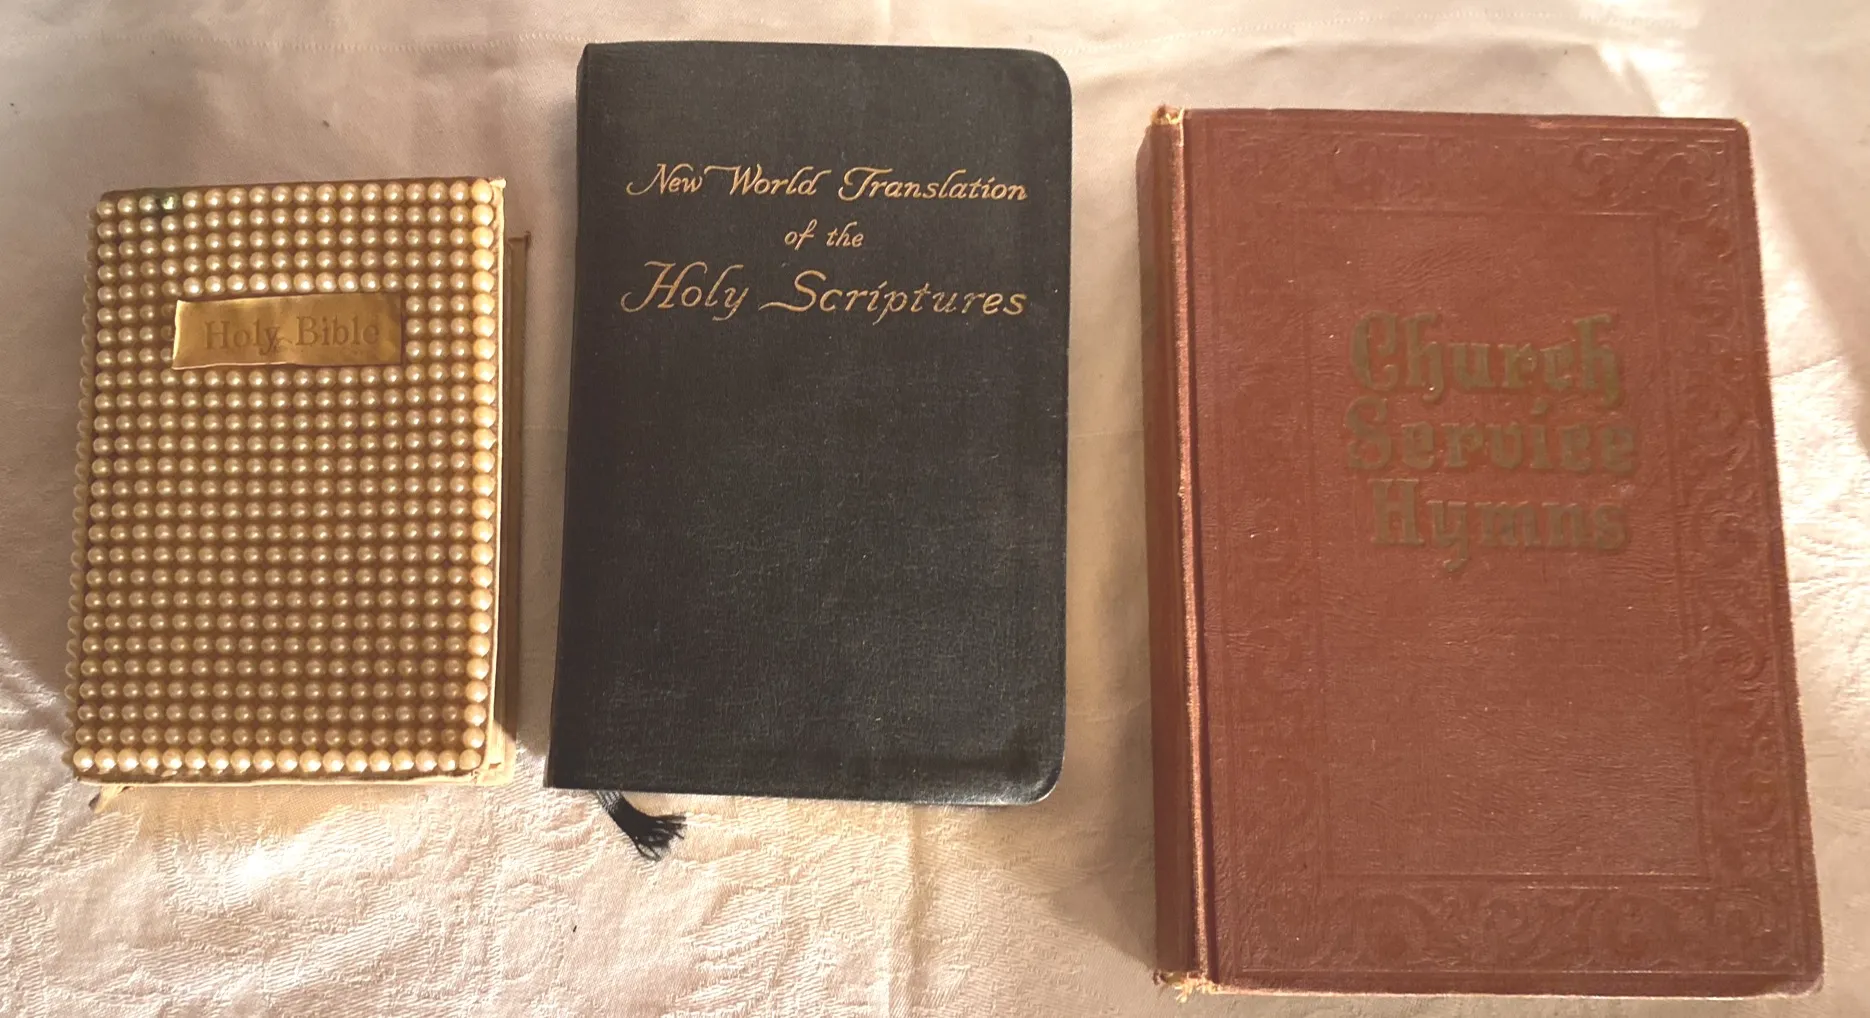 Holy Bible
New World Translation
of the
Holy Scriptures
Church
Service
Hymns